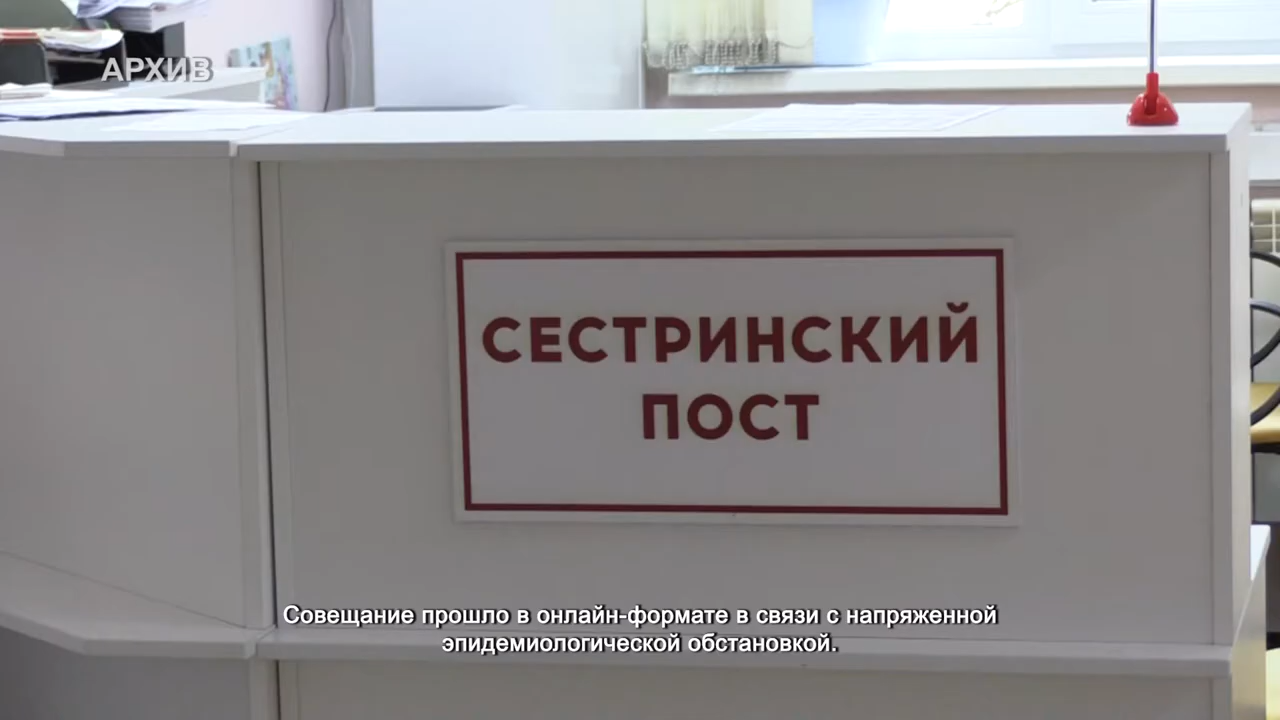 АРХИВ
СЕСТРИНСКИЙ
ПОСТ
Совещание прошло в онлайн-формате в связи с напряженной
эпидемиологической обстановкой.